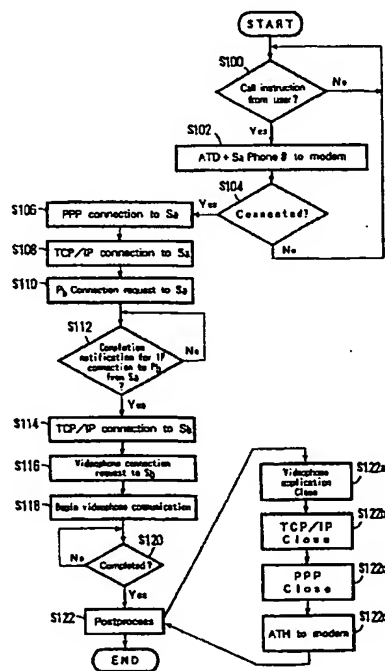 START
S100
Call instruction
from user?
No
Yes
S102
ATD + Sa Phone # to modem
S104
Connected?
Yes
No
S106
PPP connection to Sa
S108
TCP/IP connection to Sa
S110
Pb Connection request to Sa
S112
Completion
notification for IP
connection to Pb
from Sa
?
No
Yes
S114
TCP/IP connection to Sb
S116
Videophone connection
request to Sb
S118
Begin videophone communication
S120
Completed?
No
Yes
S122
Postprocess
END
S122a
Videophone
application
Close
S122b
TCP/IP
Close
S122c
PPP
Close
S122d
ATH to modem